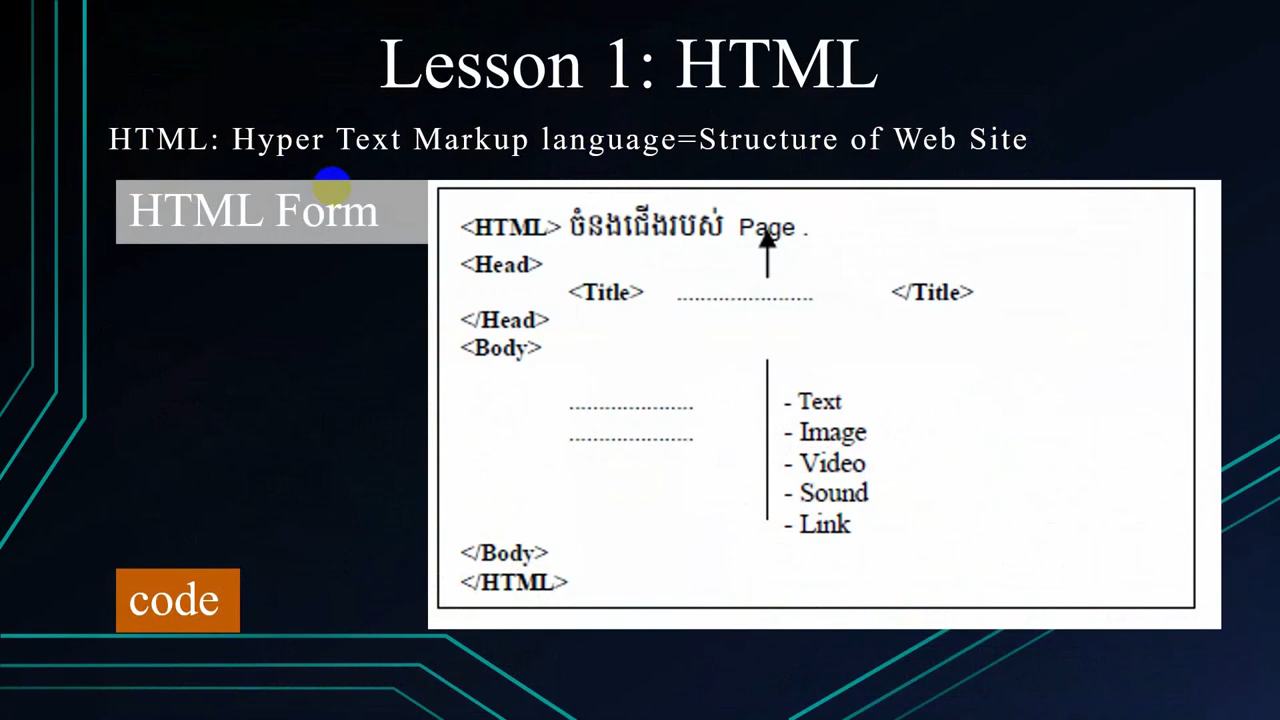 Lesson 1: HTML
HTML: Hyper Text Markup language=Structure of Web Site
HTML Form
<HTML> ចំនងជើងរបស់ Page .
<Head>
<Title> ....................... </Title>
</Head>
<Body>
..................... - Text
..................... - Image
- Video
- Sound
- Link
</Body>
</HTML>
code